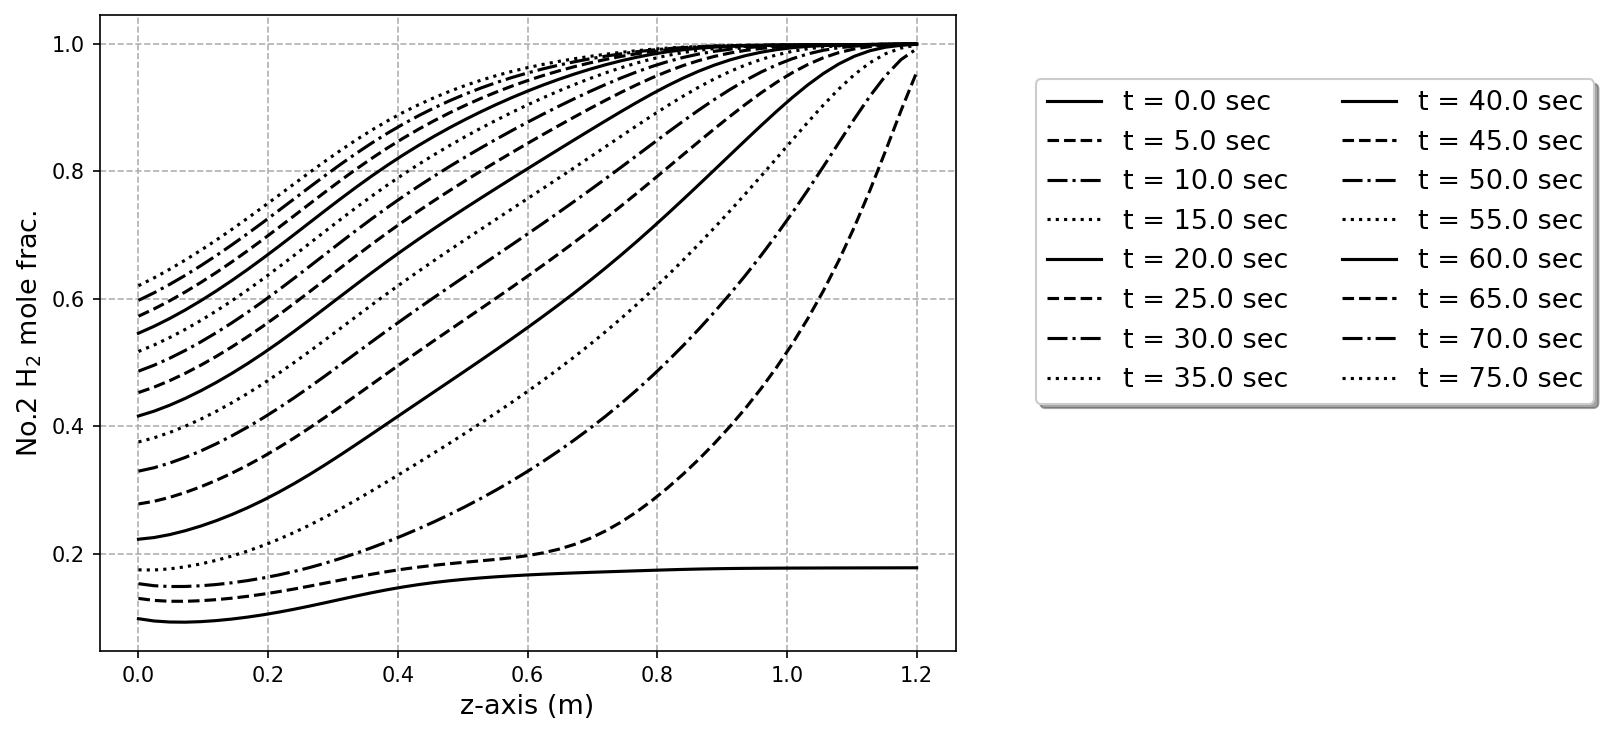 1.0
0.8
0.6
0.4
0.2
0.0 0.2 0.4 0.6 0.8 1.0 1.2
No.2 H₂ mole frac.
z-axis (m)
t = 0.0 sec
t = 5.0 sec
t = 10.0 sec
t = 15.0 sec
t = 20.0 sec
t = 25.0 sec
t = 30.0 sec
t = 35.0 sec
t = 40.0 sec
t = 45.0 sec
t = 50.0 sec
t = 55.0 sec
t = 60.0 sec
t = 65.0 sec
t = 70.0 sec
t = 75.0 sec